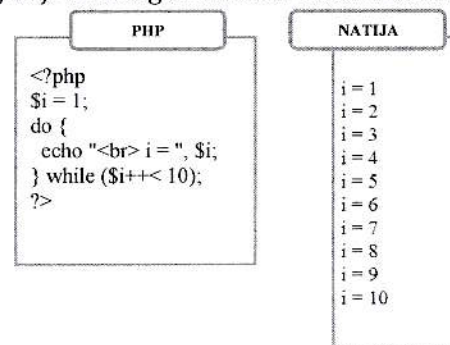 PHP
<?php
$i = 1;
do {
echo "<br> i = ", $i;
} while ($i++< 10);
?>
NATIJA
i = 1
i = 2
i = 3
i = 4
i = 5
i = 6
i = 7
i = 8
i = 9
i = 10